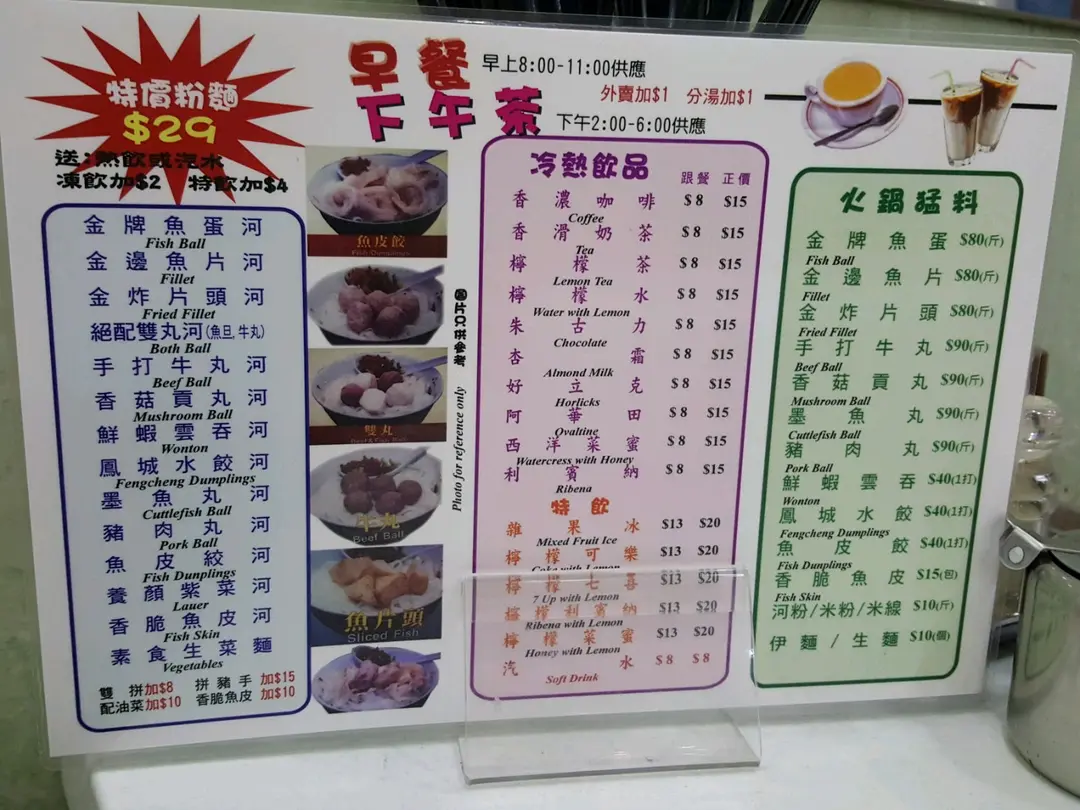 特價粉麵
$29
送:熱飲或汽水
凍飲加$2 特飲加$4
早餐 早上8:00-11:00供應
外賣加$1 分湯加$1
下午茶 下午2:00-6:00供應
金牌魚蛋河
Fish Ball
金邊魚片河
Fillet
金炸片頭河
Fried Fillet
絕配雙丸河(魚旦,牛丸)
Both Ball
手打牛丸河
Beef Ball
香菇貢丸河
Mushroom Ball
鮮蝦雲吞河
Wonton
鳳城水餃河
Fengcheng Dumplings
墨魚丸河
Cuttlefish Ball
豬肉丸河
Pork Ball
魚皮絞河
Fish Dunplings
養顏紫菜河
Lauer
香脆魚皮河
Fish Skin
素食生菜麵
Vegetables
雙拼加$8 拼豬手加$15
配油菜加$10 香脆魚皮加$10
魚皮餃
Fish Dumplings
雙丸
Beef&Fish Ball
牛丸
Beef Ball
魚片頭
Sliced Fish
圖片只供參考
Photo for reference only
冷熱飲品 跟餐 正價
香濃咖啡 $8 $15
Coffee
香滑奶茶 $8 $15
Tea
檸檬茶 $8 $15
Lemon Tea
檸檬水 $8 $15
Water with Lemon
朱古力 $8 $15
Chocolate
杏霜 $8 $15
Almond Milk
好立克 $8 $15
Horlicks
阿華田 $8 $15
Ovaltine
西洋菜蜜 $8 $15
Watercress with Honey
利賓納 $8 $15
Ribena
特飲
雜果冰 $13 $20
Mixed Fruit Ice
檸檬可樂 $13 $20
Coke with Lemon
檸檬七喜 $13 $20
7 Up with Lemon
檸檬利賓納 $13 $20
Ribena with Lemon
檸檬菜蜜 $13 $20
Honey with Lemon
汽水 $8 $8
Soft Drink
火鍋猛料
金牌魚蛋 $80(斤)
Fish Ball
金邊魚片 $80(斤)
Fillet
金炸片頭 $80(斤)
Fried Fillet
手打牛丸 $90(斤)
Beef Ball
香菇貢丸 $90(斤)
Mushroom Ball
墨魚丸 $90(斤)
Cuttlefish Ball
豬肉丸 $90(斤)
Pork Ball
鮮蝦雲吞 $40(1打)
Wonton
鳳城水餃 $40(1打)
Fengcheng Dumplings
魚皮餃 $40(1打)
Fish Dumplings
香脆魚皮 $15(包)
Fish Skin
河粉/米粉/米線 $10(斤)
伊麵/生麵 $10(個)